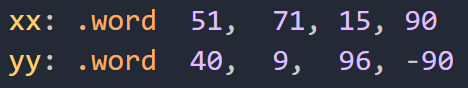 xx: .word 51, 71, 15, 90
yy: .word 40, 9, 96, -90